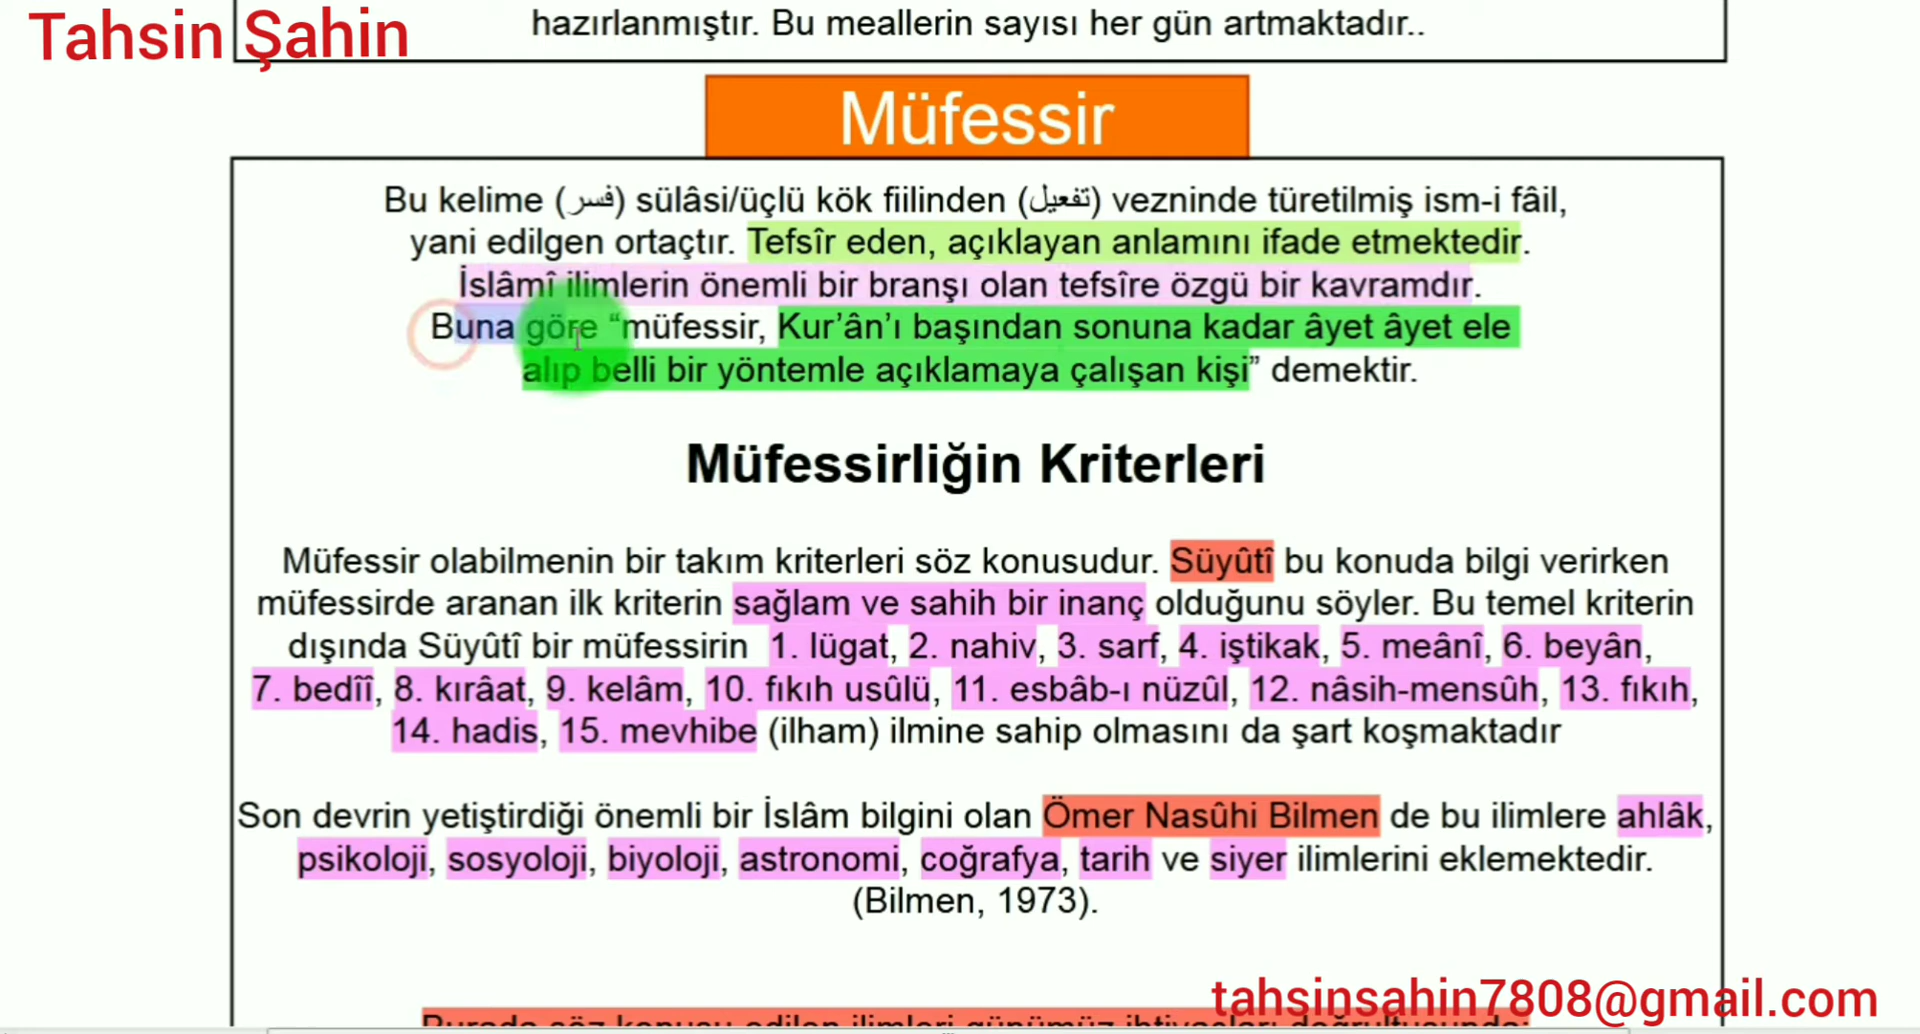 Tahsin Şahin
hazırlanmıştır. Bu meallerin sayısı her gün artmaktadır..
Müfessir
Bu kelime (فسر) sülâsi/üçlü kök fiilinden (تفعيل) vezninde türetilmiş ism-i fâil,
yani edilgen ortaçtır. Tefsîr eden, açıklayan anlamını ifade etmektedir.
İslâmî ilimlerin önemli bir branşı olan tefsîre özgü bir kavramdır.
Buna göre “müfessir, Kur’ân’ı başından sonuna kadar âyet âyet ele
alıp belli bir yöntemle açıklamaya çalışan kişi” demektir.
Müfessirliğin Kriterleri
Müfessir olabilmenin bir takım kriterleri söz konusudur. Süyûtî bu konuda bilgi verirken
müfessirde aranan ilk kriterin sağlam ve sahih bir inanç olduğunu söyler. Bu temel kriterin
dışında Süyûtî bir müfessirin 1. lügat, 2. nahiv, 3. sarf, 4. iştikak, 5. meânî, 6. beyân,
7. bedîî, 8. kırâat, 9. kelâm, 10. fıkıh usûlü, 11. esbâb-ı nüzûl, 12. nâsih-mensûh, 13. fıkıh,
14. hadis, 15. mevhibe (ilham) ilmine sahip olmasını da şart koşmaktadır
Son devrin yetiştirdiği önemli bir İslâm bilgini olan Ömer Nasûhi Bilmen de bu ilimlere ahlâk,
psikoloji, sosyoloji, biyoloji, astronomi, coğrafya, tarih ve siyer ilimlerini eklemektedir.
(Bilmen, 1973).
tahsinsahin7808@gmail.com
Burada söz konusu edilen ilimleri günümüz ihtiyaçları doğrultusunda;